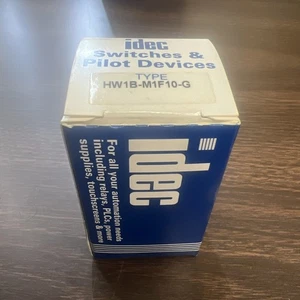 idec
Switches &
Pilot Devices
TYPE
HW1B-M1F10-G
idec
For all your automation needs
including relays, PLCs, power
supplies, touchscreens & more